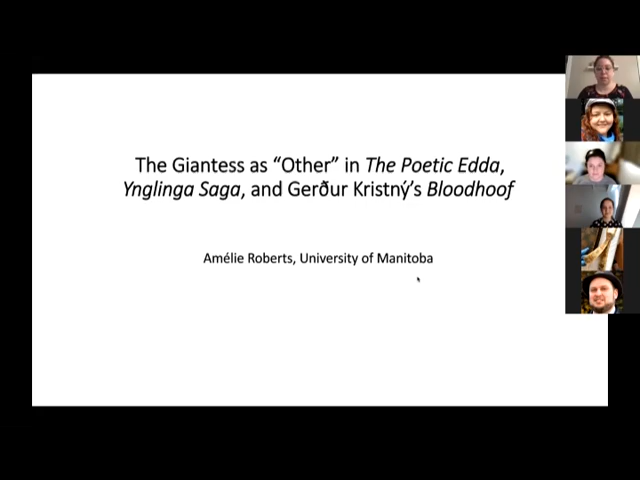 The Giantess as “Other” in The Poetic Edda,
Ynglinga Saga, and Gerður Kristný’s Bloodhoof
Amélie Roberts, University of Manitoba